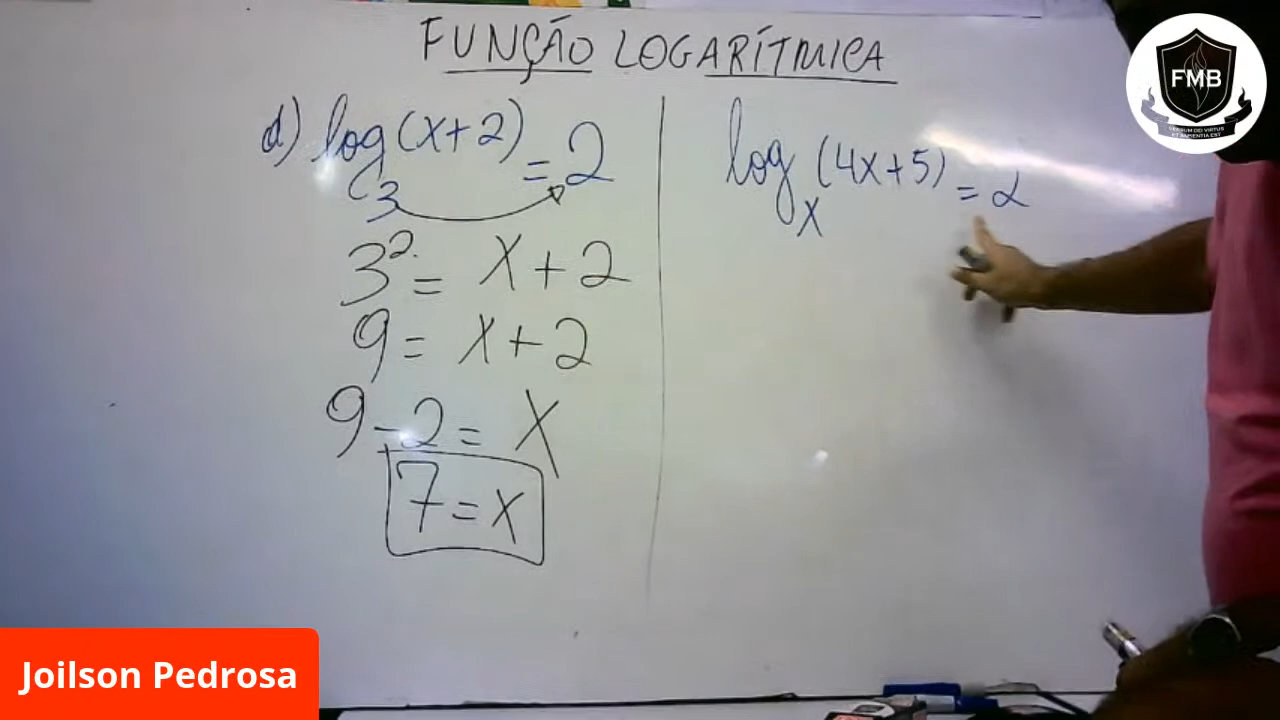 FUNÇÃO LOGARÍTMICA
d) log₃(x+2) = 2
3² = x+2
9 = x+2
9-2 = x
7 = x
logₓ(4x+5) = 2
FMB
Joilson Pedrosa